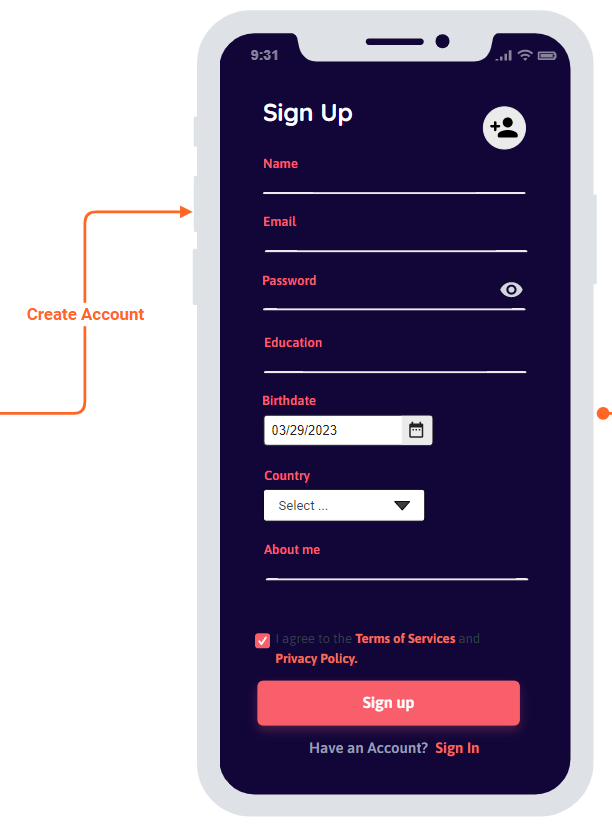 9:31
Sign Up
Name
Email
Password
Create Account
Education
Birthdate
03/29/2023
Country
Select ...
About me
I agree to the Terms of Services and
Privacy Policy.
Sign up
Have an Account? Sign In